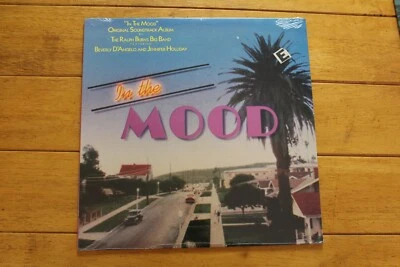 "IN THE MOOD"
ORIGINAL SOUNDTRACK ALBUM
THE RALPH BURNS BIG BAND
BEVERLY D'ANGELO AND JENNIFER HOLLIDAY
E
In the
MOOD